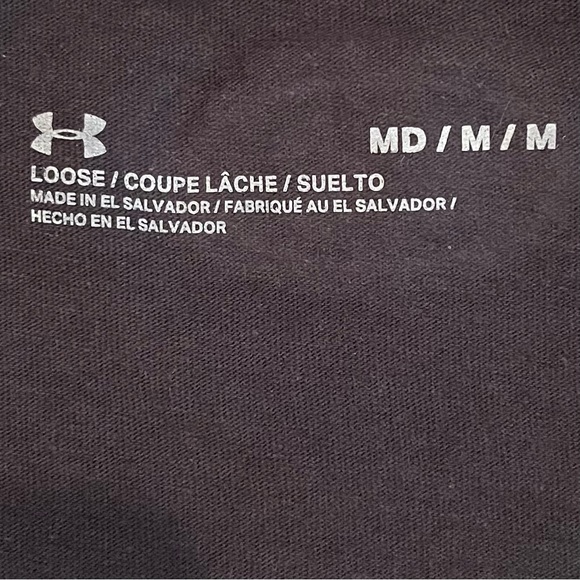 MD / M / M
LOOSE / COUPE LÂCHE / SUELTO
MADE IN EL SALVADOR / FABRIQUÉ AU EL SALVADOR /
HECHO EN EL SALVADOR